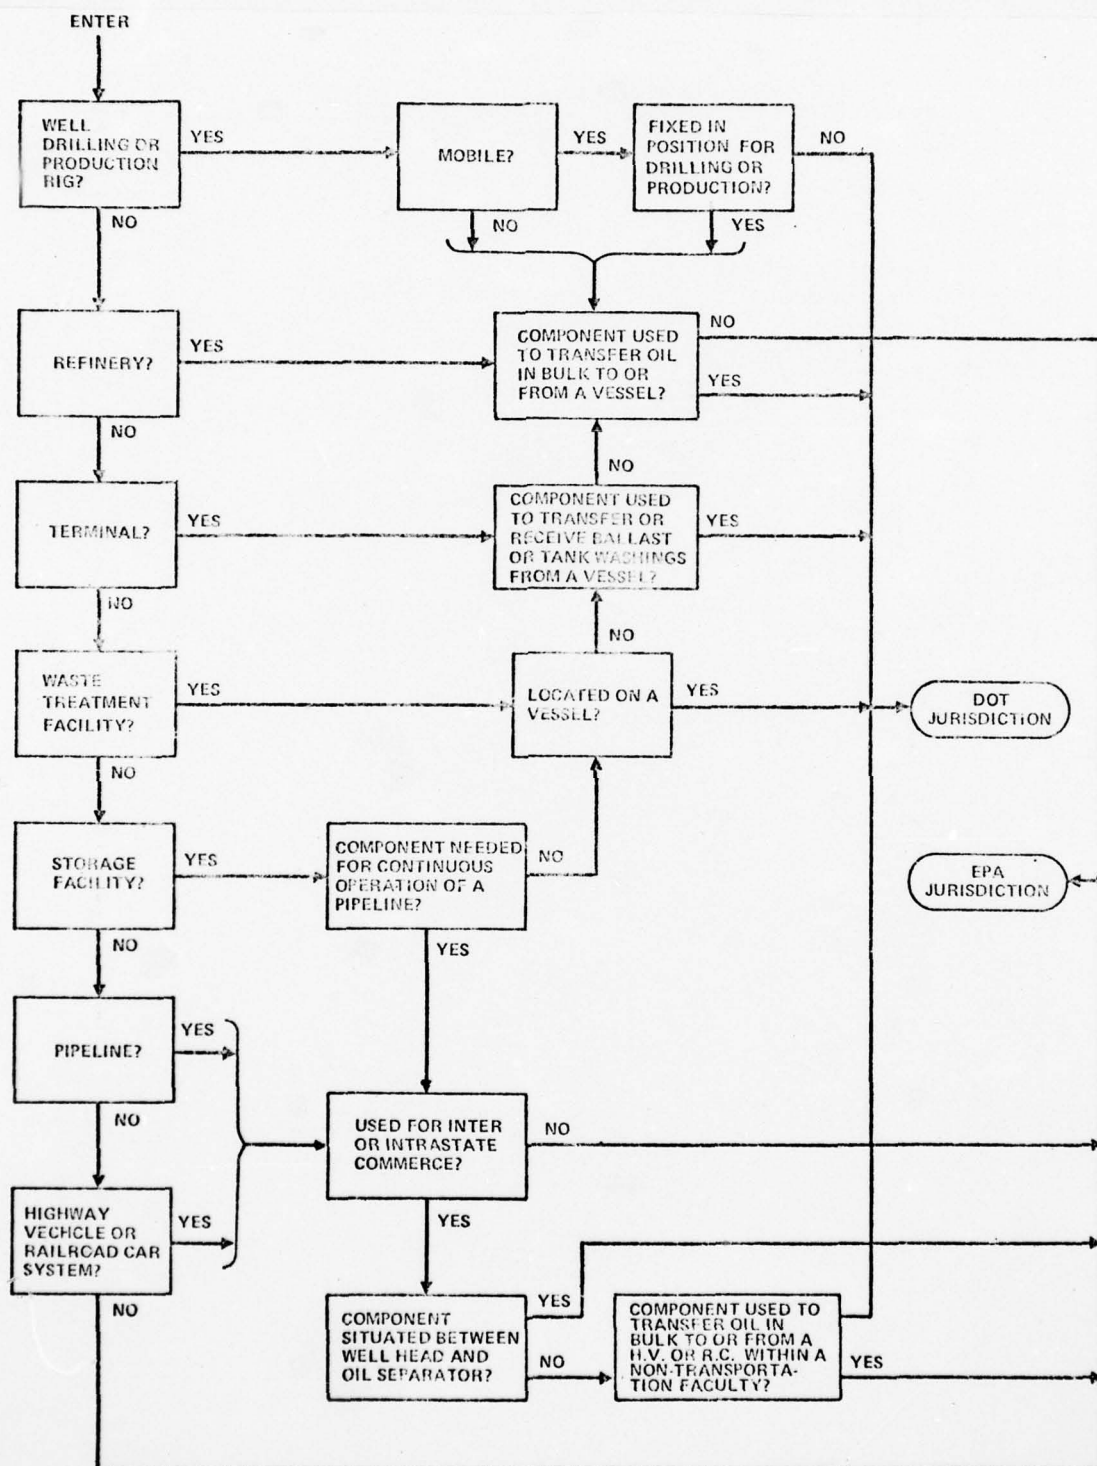 ENTER
WELL
DRILLING OR
PRODUCTION
RIG?
YES
MOBILE?
YES
FIXED IN
POSITION FOR
DRILLING OR
PRODUCTION?
NO
NO
NO
YES
REFINERY?
YES
COMPONENT USED
TO TRANSFER OIL
IN BULK TO OR
FROM A VESSEL?
NO
YES
NO
NO
TERMINAL?
YES
COMPONENT USED
TO TRANSFER OR
RECEIVE BALLAST
OR TANK WASHINGS
FROM A VESSEL?
YES
NO
NO
WASTE
TREATMENT
FACILITY?
YES
LOCATED ON A
VESSEL?
YES
DOT
JURISDICTION
NO
STORAGE
FACILITY?
YES
COMPONENT NEEDED
FOR CONTINUOUS
OPERATION OF A
PIPELINE?
NO
EPA
JURISDICTION
NO
YES
PIPELINE?
YES
NO
USED FOR INTER
OR INTRASTATE
COMMERCE?
NO
HIGHWAY
VECHCLE OR
RAILROAD CAR
SYSTEM?
YES
YES
NO
COMPONENT
SITUATED BETWEEN
WELL HEAD AND
OIL SEPARATOR?
YES
NO
COMPONENT USED TO
TRANSFER OIL IN
BULK TO OR FROM A
H.V. OR R.C. WITHIN A
NON-TRANSPORTA-
TION FACULTY?
YES